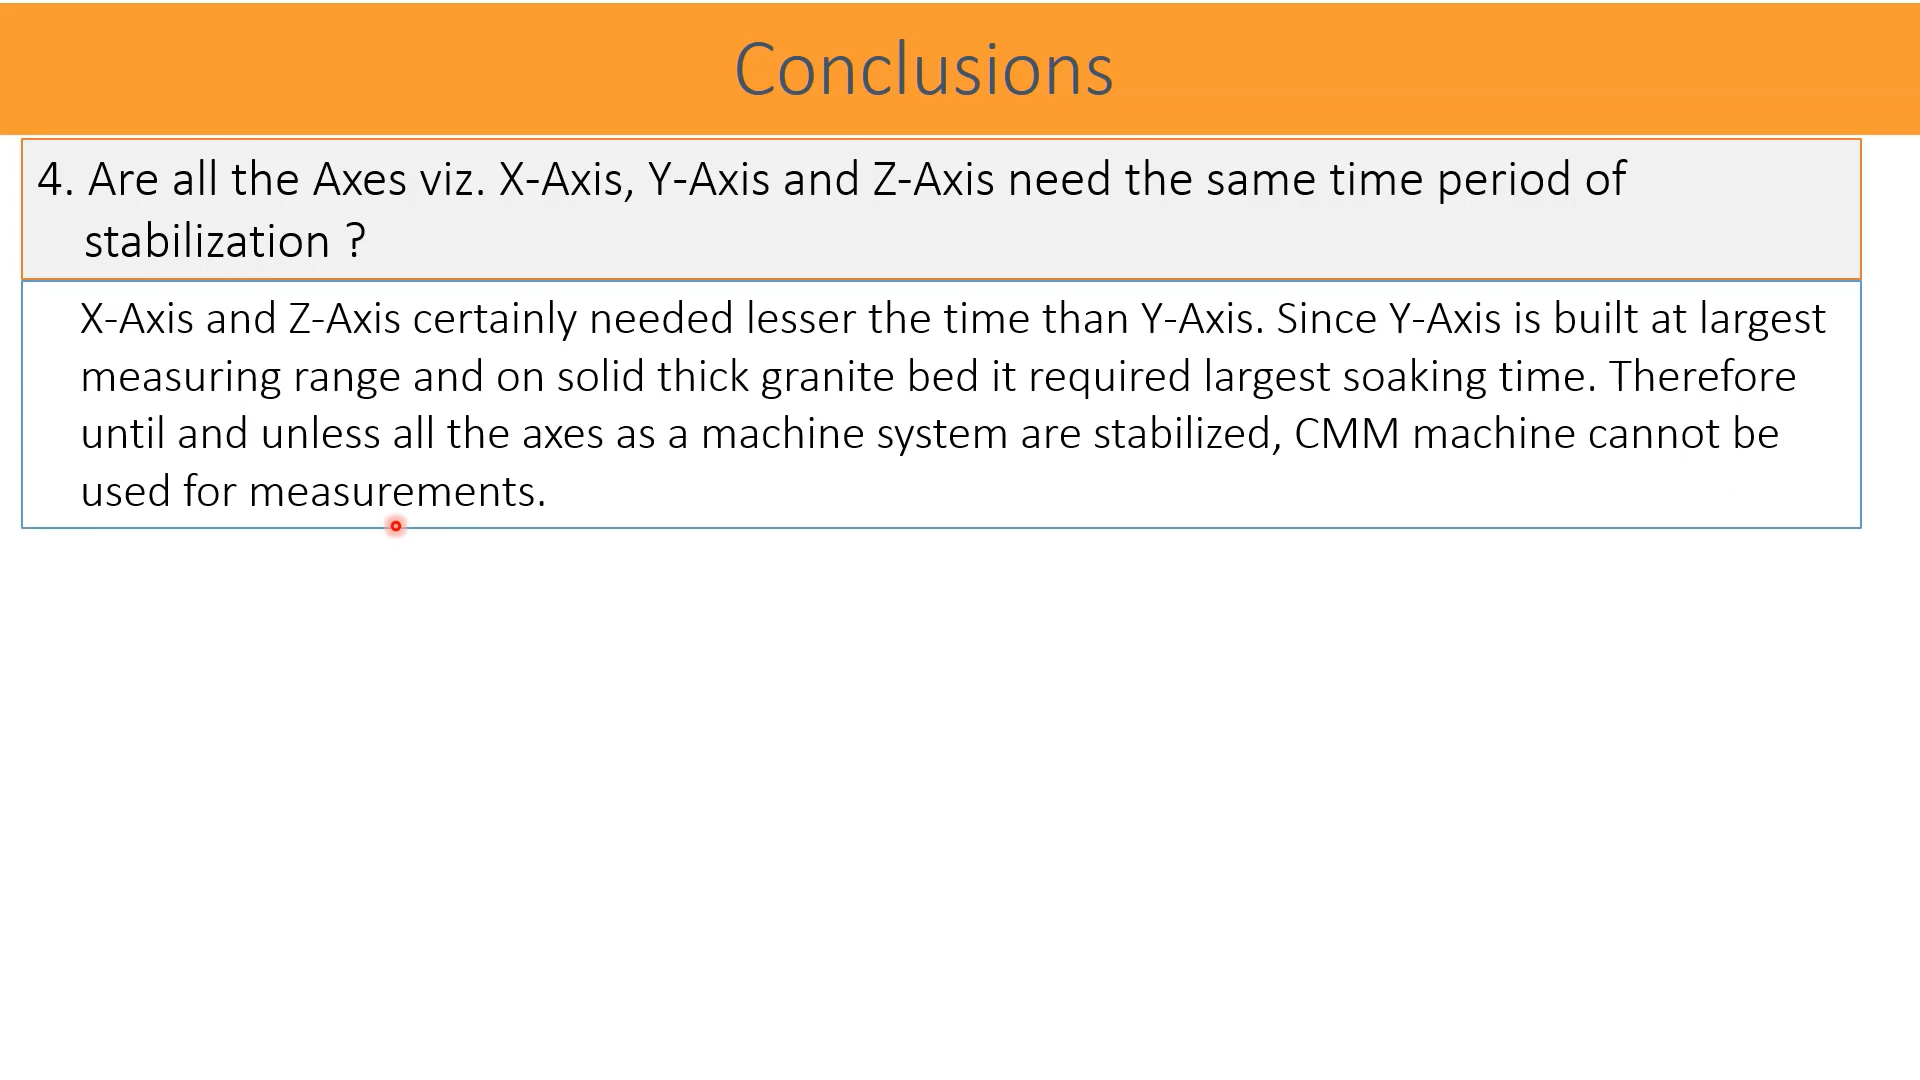 Conclusions
4. Are all the Axes viz. X-Axis, Y-Axis and Z-Axis need the same time period of
stabilization ?
X-Axis and Z-Axis certainly needed lesser the time than Y-Axis. Since Y-Axis is built at largest
measuring range and on solid thick granite bed it required largest soaking time. Therefore
until and unless all the axes as a machine system are stabilized, CMM machine cannot be
used for measurements.